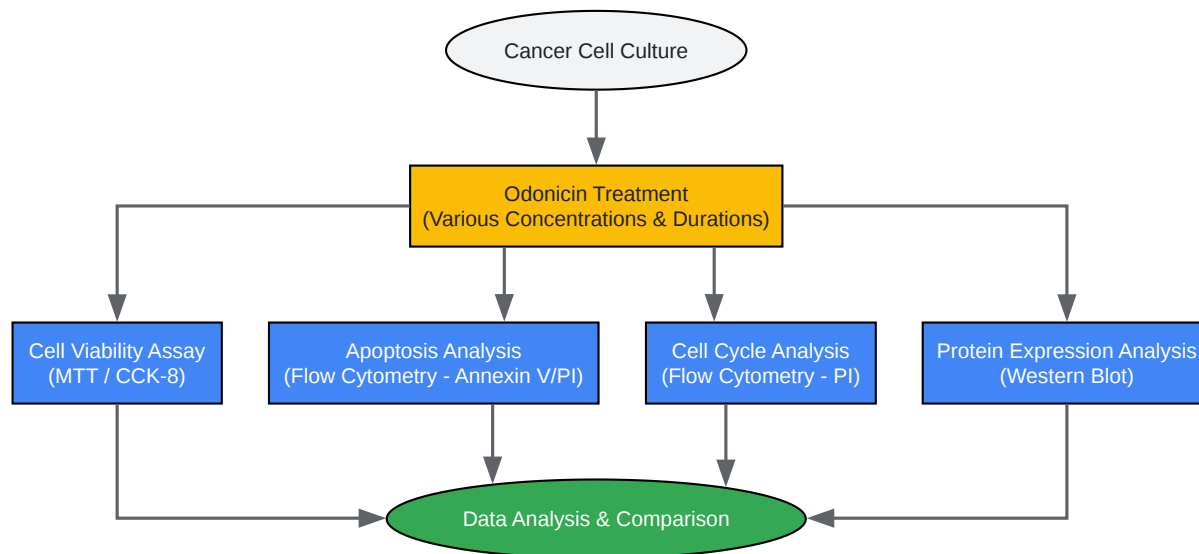 Cancer Cell Culture
Odonicin Treatment
(Various Concentrations & Durations)
Cell Viability Assay
(MTT / CCK-8)
Apoptosis Analysis
(Flow Cytometry - Annexin V/PI)
Cell Cycle Analysis
(Flow Cytometry - PI)
Protein Expression Analysis
(Western Blot)
Data Analysis & Comparison